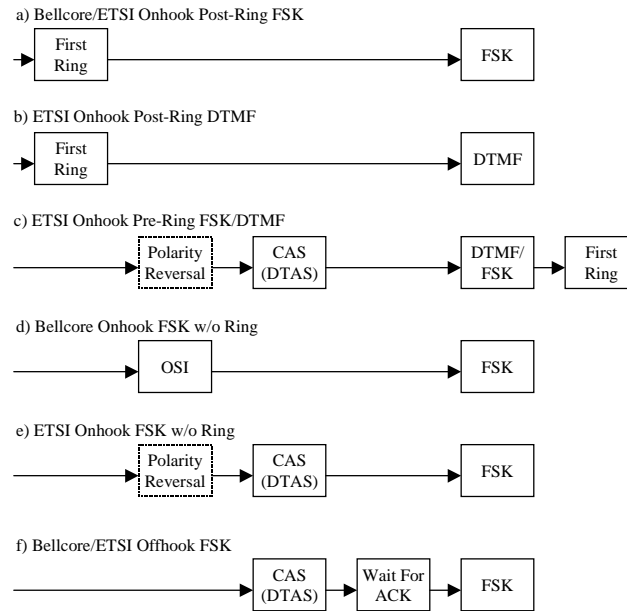 a) Bellcore/ETSI Onhook Post-Ring FSK
First
Ring
FSK
b) ETSI Onhook Post-Ring DTMF
First
Ring
DTMF
c) ETSI Onhook Pre-Ring FSK/DTMF
Polarity
Reversal
CAS
(DTAS)
DTMF/
FSK
First
Ring
d) Bellcore Onhook FSK w/o Ring
OSI
FSK
e) ETSI Onhook FSK w/o Ring
Polarity
Reversal
CAS
(DTAS)
FSK
f) Bellcore/ETSI Offhook FSK
CAS
(DTAS)
Wait For
ACK
FSK